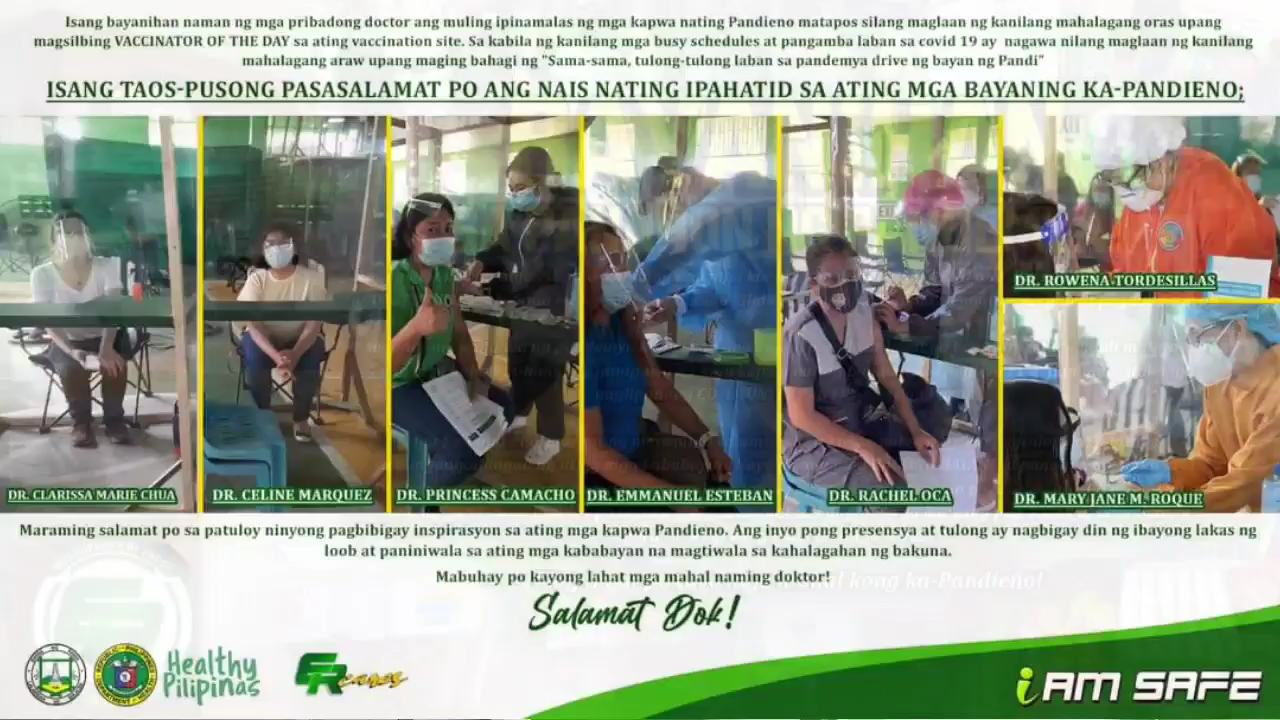 Isang bayanihan naman ng mga pribadong doctor ang muling ipinamalas ng mga kapwa nating Pandieno matapos silang maglaan ng kanilang mahalagang oras upang
magsilbing VACCINATOR OF THE DAY sa ating vaccination site. Sa kabila ng kanilang mga busy schedules at pangamba laban sa covid 19 ay nagawa nilang maglaan ng kanilang
mahalagang araw upang maging bahagi ng "Sama-sama, tulong-tulong laban sa pandemya drive ng bayan ng Pandi"
ISANG TAOS-PUSONG PASASALAMAT PO ANG NAIS NATING IPAHATID SA ATING MGA BAYANING KA-PANDIENO;
DR. ROWENA TORDESILLAS
DR. CLARISSA MARIE CHUA
DR. CELINE MARQUEZ
DR. PRINCESS CAMACHO
DR. EMMANUEL ESTEBAN
DR. RACHEL OCA
DR. MARY JANE M. ROQUE
Maraming salamat po sa patuloy ninyong pagbibigay inspirasyon sa ating mga kapwa Pandieno. Ang inyo pong presensya at tulong ay nagbigay din ng ibayong lakas ng
loob at paniniwala sa ating mga kababayan na magtiwala sa kahalagahan ng bakuna.
Mabuhay po kayong lahat mga mahal naming doktor!
kong ka-Pandieno!
Salamat Dok!
Healthy
Pilipinas
FR cares
i AM SAFE